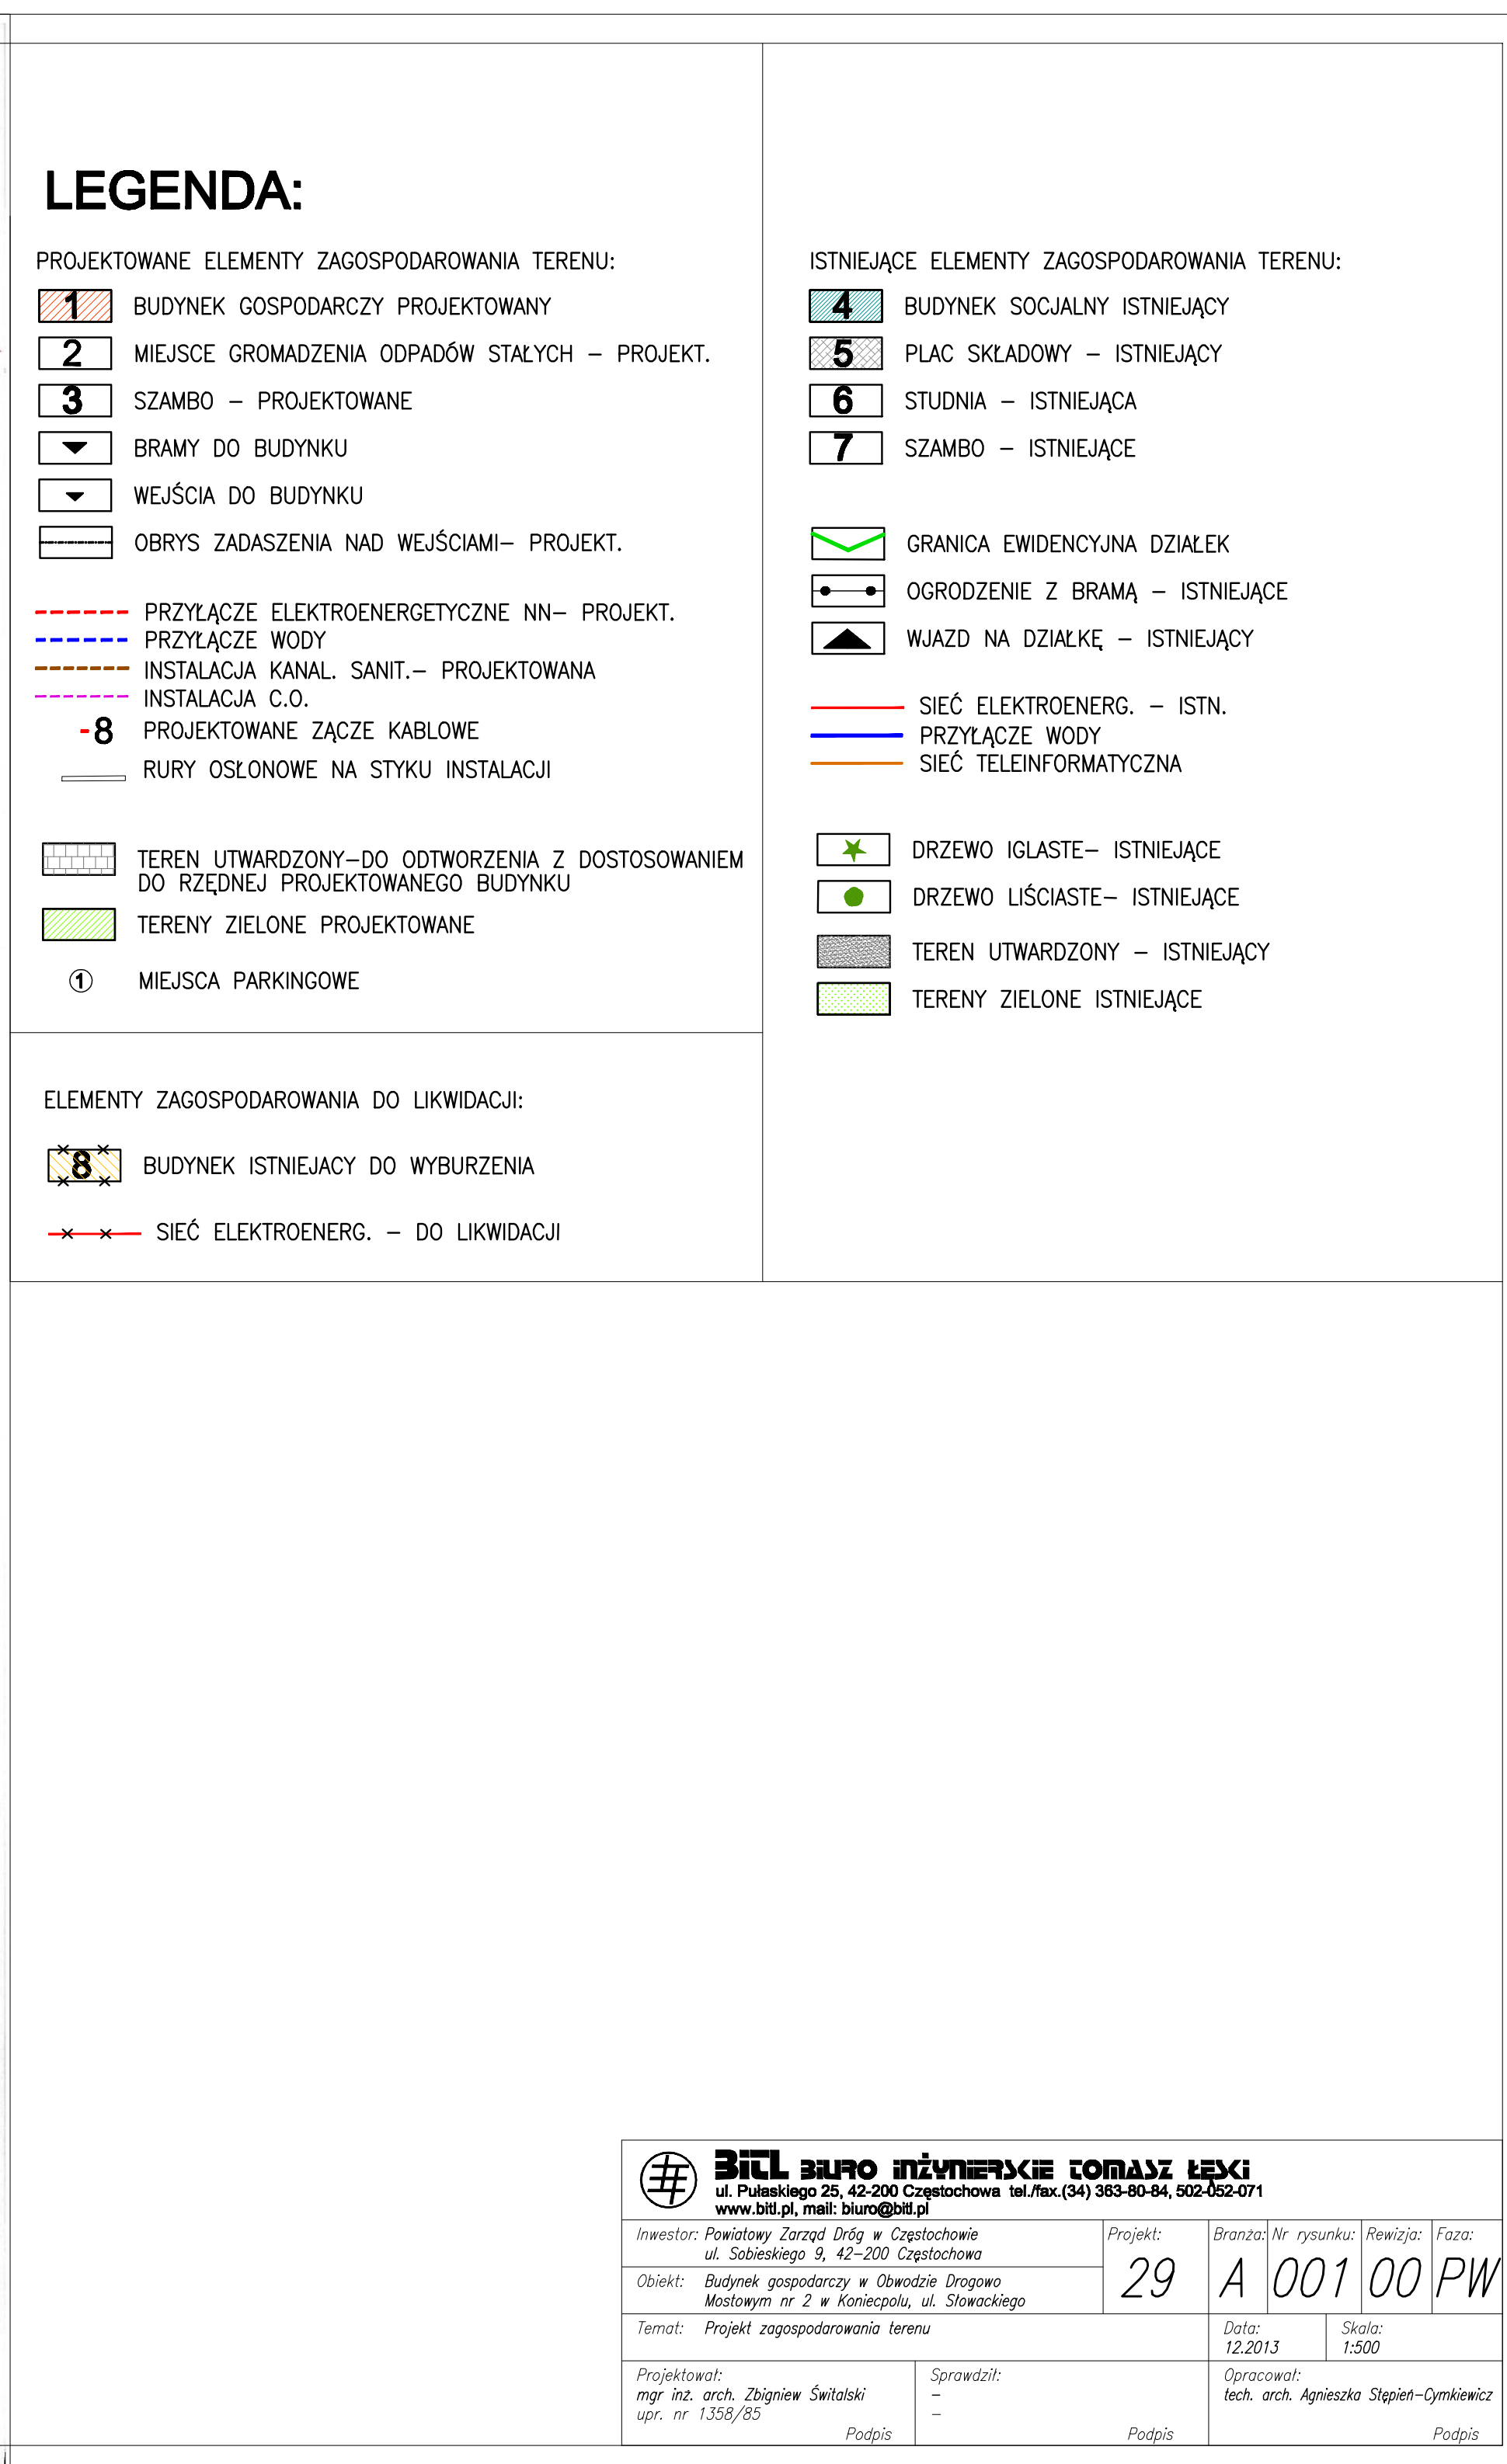 LEGENDA:
PROJEKTOWANE ELEMENTY ZAGOSPODAROWANIA TERENU:
1 BUDYNEK GOSPODARCZY PROJEKTOWANY
2 MIEJSCE GROMADZENIA ODPADÓW STAŁYCH – PROJEKT.
3 SZAMBO – PROJEKTOWANE
BRAMY DO BUDYNKU
WEJŚCIA DO BUDYNKU
OBRYS ZADASZENIA NAD WEJŚCIAMI– PROJEKT.
PRZYŁĄCZE ELEKTROENERGETYCZNE NN– PROJEKT.
PRZYŁĄCZE WODY
INSTALACJA KANAL. SANIT.– PROJEKTOWANA
INSTALACJA C.O.
8 PROJEKTOWANE ZĄCZE KABLOWE
RURY OSŁONOWE NA STYKU INSTALACJI
TEREN UTWARDZONY–DO ODTWORZENIA Z DOSTOSOWANIEM
DO RZĘDNEJ PROJEKTOWANEGO BUDYNKU
TERENY ZIELONE PROJEKTOWANE
1 MIEJSCA PARKINGOWE
ELEMENTY ZAGOSPODAROWANIA DO LIKWIDACJI:
8 BUDYNEK ISTNIEJACY DO WYBURZENIA
SIEĆ ELEKTROENERG. – DO LIKWIDACJI
ISTNIEJĄCE ELEMENTY ZAGOSPODAROWANIA TERENU:
4 BUDYNEK SOCJALNY ISTNIEJĄCY
5 PLAC SKŁADOWY – ISTNIEJĄCY
6 STUDNIA – ISTNIEJĄCA
7 SZAMBO – ISTNIEJĄCE
GRANICA EWIDENCYJNA DZIAŁEK
OGRODZENIE Z BRAMĄ – ISTNIEJĄCE
WJAZD NA DZIAŁKĘ – ISTNIEJĄCY
SIEĆ ELEKTROENERG. – ISTN.
PRZYŁĄCZE WODY
SIEĆ TELEINFORMATYCZNA
DRZEWO IGLASTE– ISTNIEJĄCE
DRZEWO LIŚCIASTE– ISTNIEJĄCE
TEREN UTWARDZONY – ISTNIEJĄCY
TERENY ZIELONE ISTNIEJĄCE
BiTL BIURO INŻYNIERSKIE TOMASZ ŁĘSKI
ul. Pułaskiego 25, 42-200 Częstochowa tel./fax.(34) 363-80-84, 502-052-071
www.bitl.pl, mail: biuro@bitl.pl
Inwestor: Powiatowy Zarząd Dróg w Częstochowie
ul. Sobieskiego 9, 42–200 Częstochowa
Projekt: Branża: Nr rysunku: Rewizja: Faza:
29 A 001 00 PW
Obiekt: Budynek gospodarczy w Obwodzie Drogowo
Mostowym nr 2 w Koniecpolu, ul. Słowackiego
Temat: Projekt zagospodarowania terenu
Data: Skala:
12.2013 1:500
Projektował: Sprawdził: Opracował:
mgr inż. arch. Zbigniew Świtalski – tech. arch. Agnieszka Stępień–Cymkiewicz
upr. nr 1358/85 –
Podpis Podpis Podpis